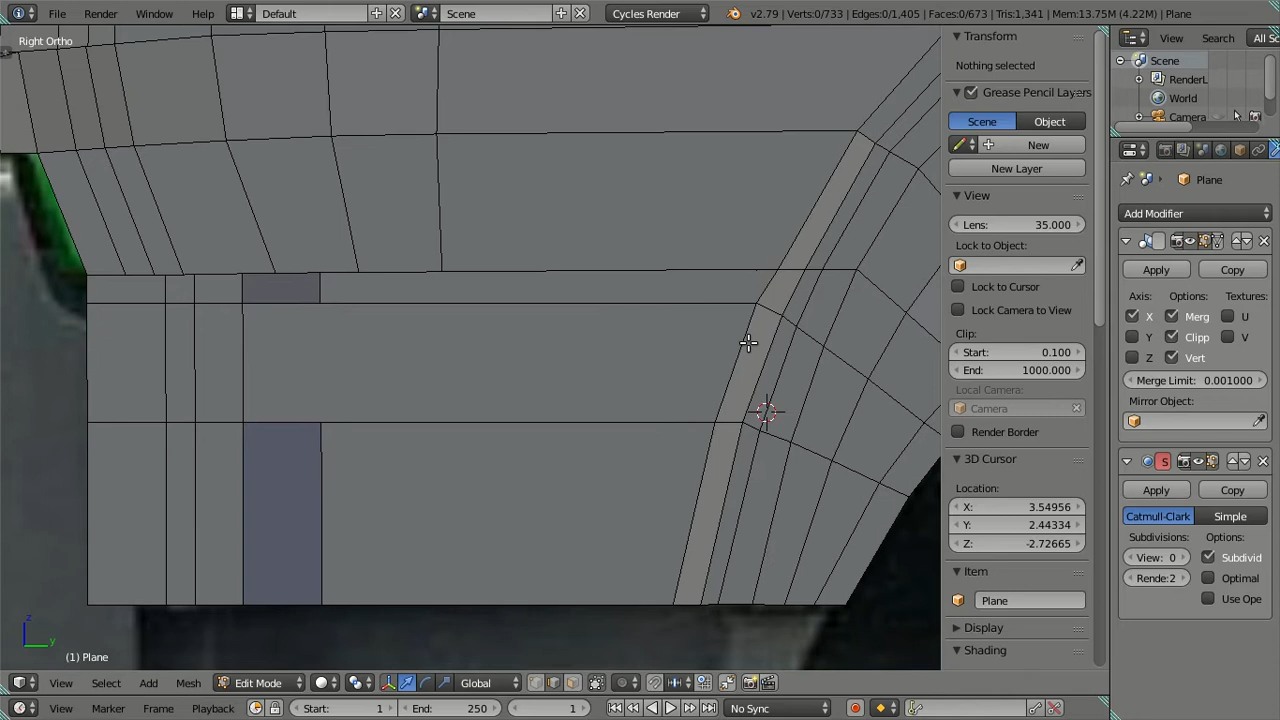 File Render Window Help Default Scene Cycles Render v2.79 | Verts:0/733 | Edges:0/1,405 | Faces:0/673 | Tris:1,341 | Mem:13.75M (4.22M) | Plane
Right Ortho
Transform
Nothing selected
Grease Pencil Layers
Scene Object
New
New Layer
View
Lens: 35.000
Lock to Object:
Lock to Cursor
Lock Camera to View
Clip:
Start: 0.100
End: 1000.000
Local Camera:
Camera
Render Border
3D Cursor
Location:
X: 3.54956
Y: 2.44334
Z: -2.72665
Item
Plane
Display
Shading
View Search All Sc
Scene
RenderL
World
Camera
Plane
Add Modifier
Apply Copy
Axis: Options: Textures:
X Merg U
Y Clipp V
Z Vert
Merge Limit: 0.001000
Mirror Object:
S
Apply Copy
Catmull-Clark Simple
Subdivisions: Options:
View: 0 Subdivid
Rende:2 Optimal
Use Ope
z
y
(1) Plane
View Select Add Mesh Edit Mode Global
View Marker Frame Playback Start: 1 End: 250 1 No Sync